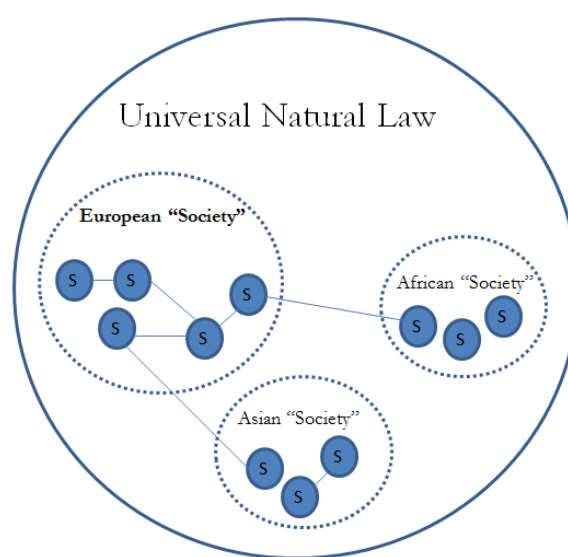 Universal Natural Law
European “Society”
S
S
S
S
S
African “Society”
S
S
S
Asian “Society”
S
S
S